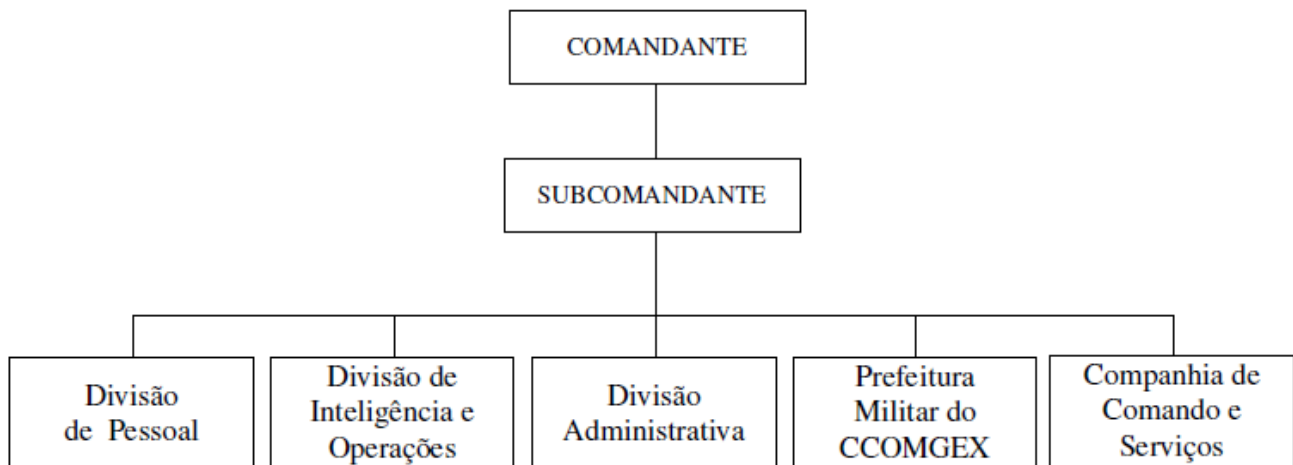 COMANDANTE
SUBCOMANDANTE
Divisão
de Pessoal
Divisão de
Inteligência e
Operações
Divisão
Administrativa
Prefeitura
Militar do
CCOMGEX
Companhia de
Comando e
Serviços